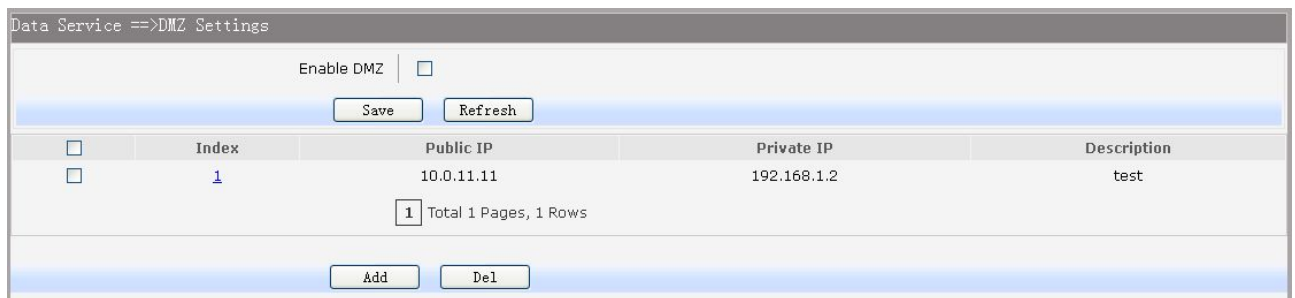 Data Service ==>DMZ Settings
Enable DMZ
Save Refresh
Index Public IP Private IP Description
1 10.0.11.11 192.168.1.2 test
1 Total 1 Pages, 1 Rows
Add Del